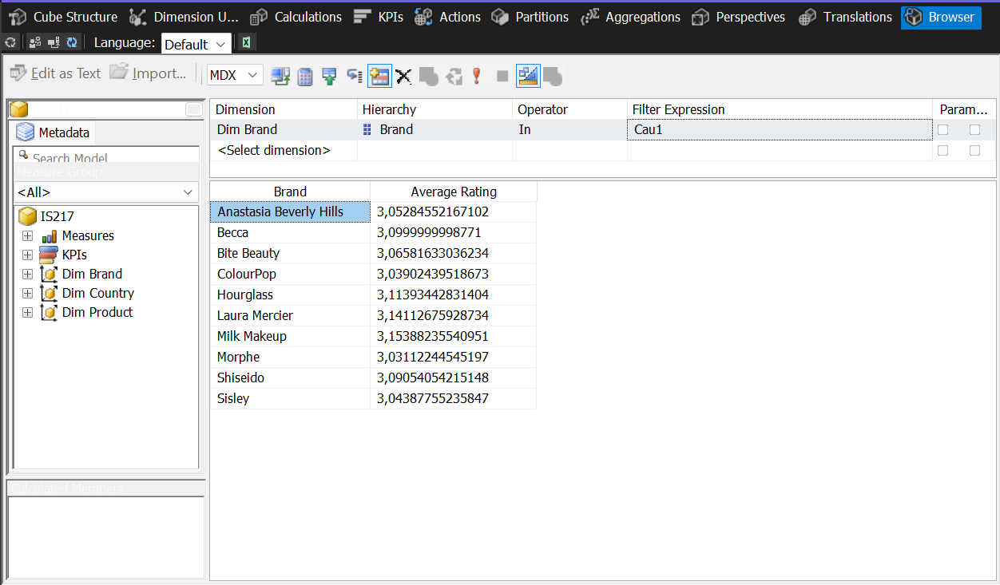 Cube Structure Dimension U... Calculations KPIs Actions Partitions Aggregations Perspectives Translations Browser
Language: Default
Edit as Text Import... MDX
Metadata
Search Model
Measure Group:
<All>
IS217
Measures
KPIs
Dim Brand
Dim Country
Dim Product
Calculated Members
Dimension Hierarchy Operator Filter Expression Param...
Dim Brand Brand In Cau1
<Select dimension>
Brand Average Rating
Anastasia Beverly Hills 3,05284552167102
Becca 3,0999999998771
Bite Beauty 3,06581633036234
ColourPop 3,03902439518673
Hourglass 3,11393442831404
Laura Mercier 3,14112675928734
Milk Makeup 3,15388235540951
Morphe 3,03112244545197
Shiseido 3,09054054215148
Sisley 3,04387755235847